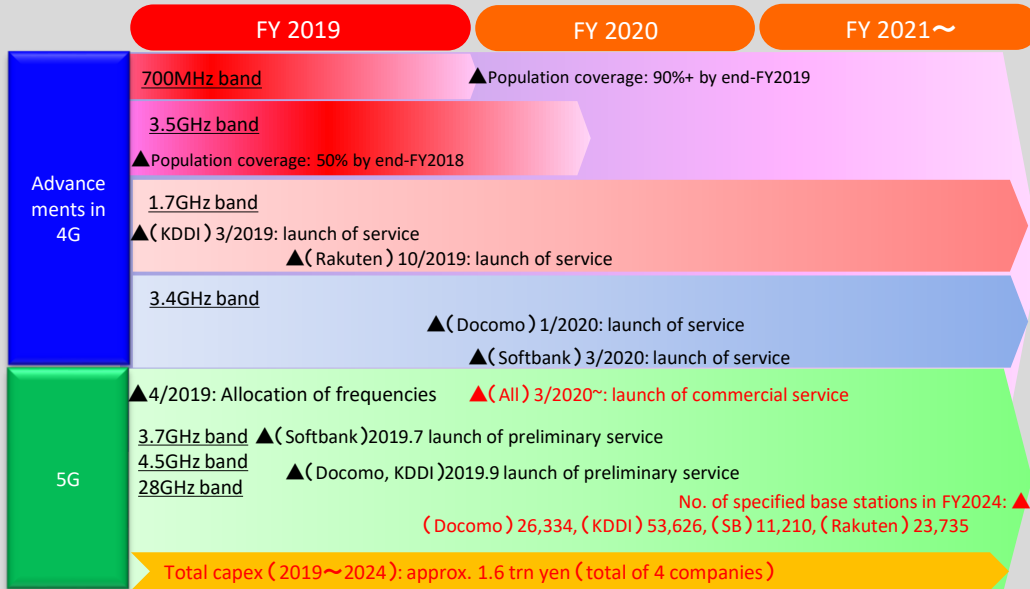 FY 2019
FY 2020
FY 2021～
Advance
ments in
4G
700MHz band
▲Population coverage: 90%+ by end-FY2019
3.5GHz band
▲Population coverage: 50% by end-FY2018
1.7GHz band
▲(KDDI) 3/2019: launch of service
▲(Rakuten) 10/2019: launch of service
3.4GHz band
▲(Docomo) 1/2020: launch of service
▲(Softbank) 3/2020: launch of service
5G
▲4/2019: Allocation of frequencies
▲(All) 3/2020~: launch of commercial service
3.7GHz band
▲(Softbank)2019.7 launch of preliminary service
4.5GHz band
▲(Docomo, KDDI)2019.9 launch of preliminary service
28GHz band
No. of specified base stations in FY2024: ▲
(Docomo) 26,334, (KDDI) 53,626, (SB) 11,210, (Rakuten) 23,735
Total capex (2019～2024): approx. 1.6 trn yen (total of 4 companies)